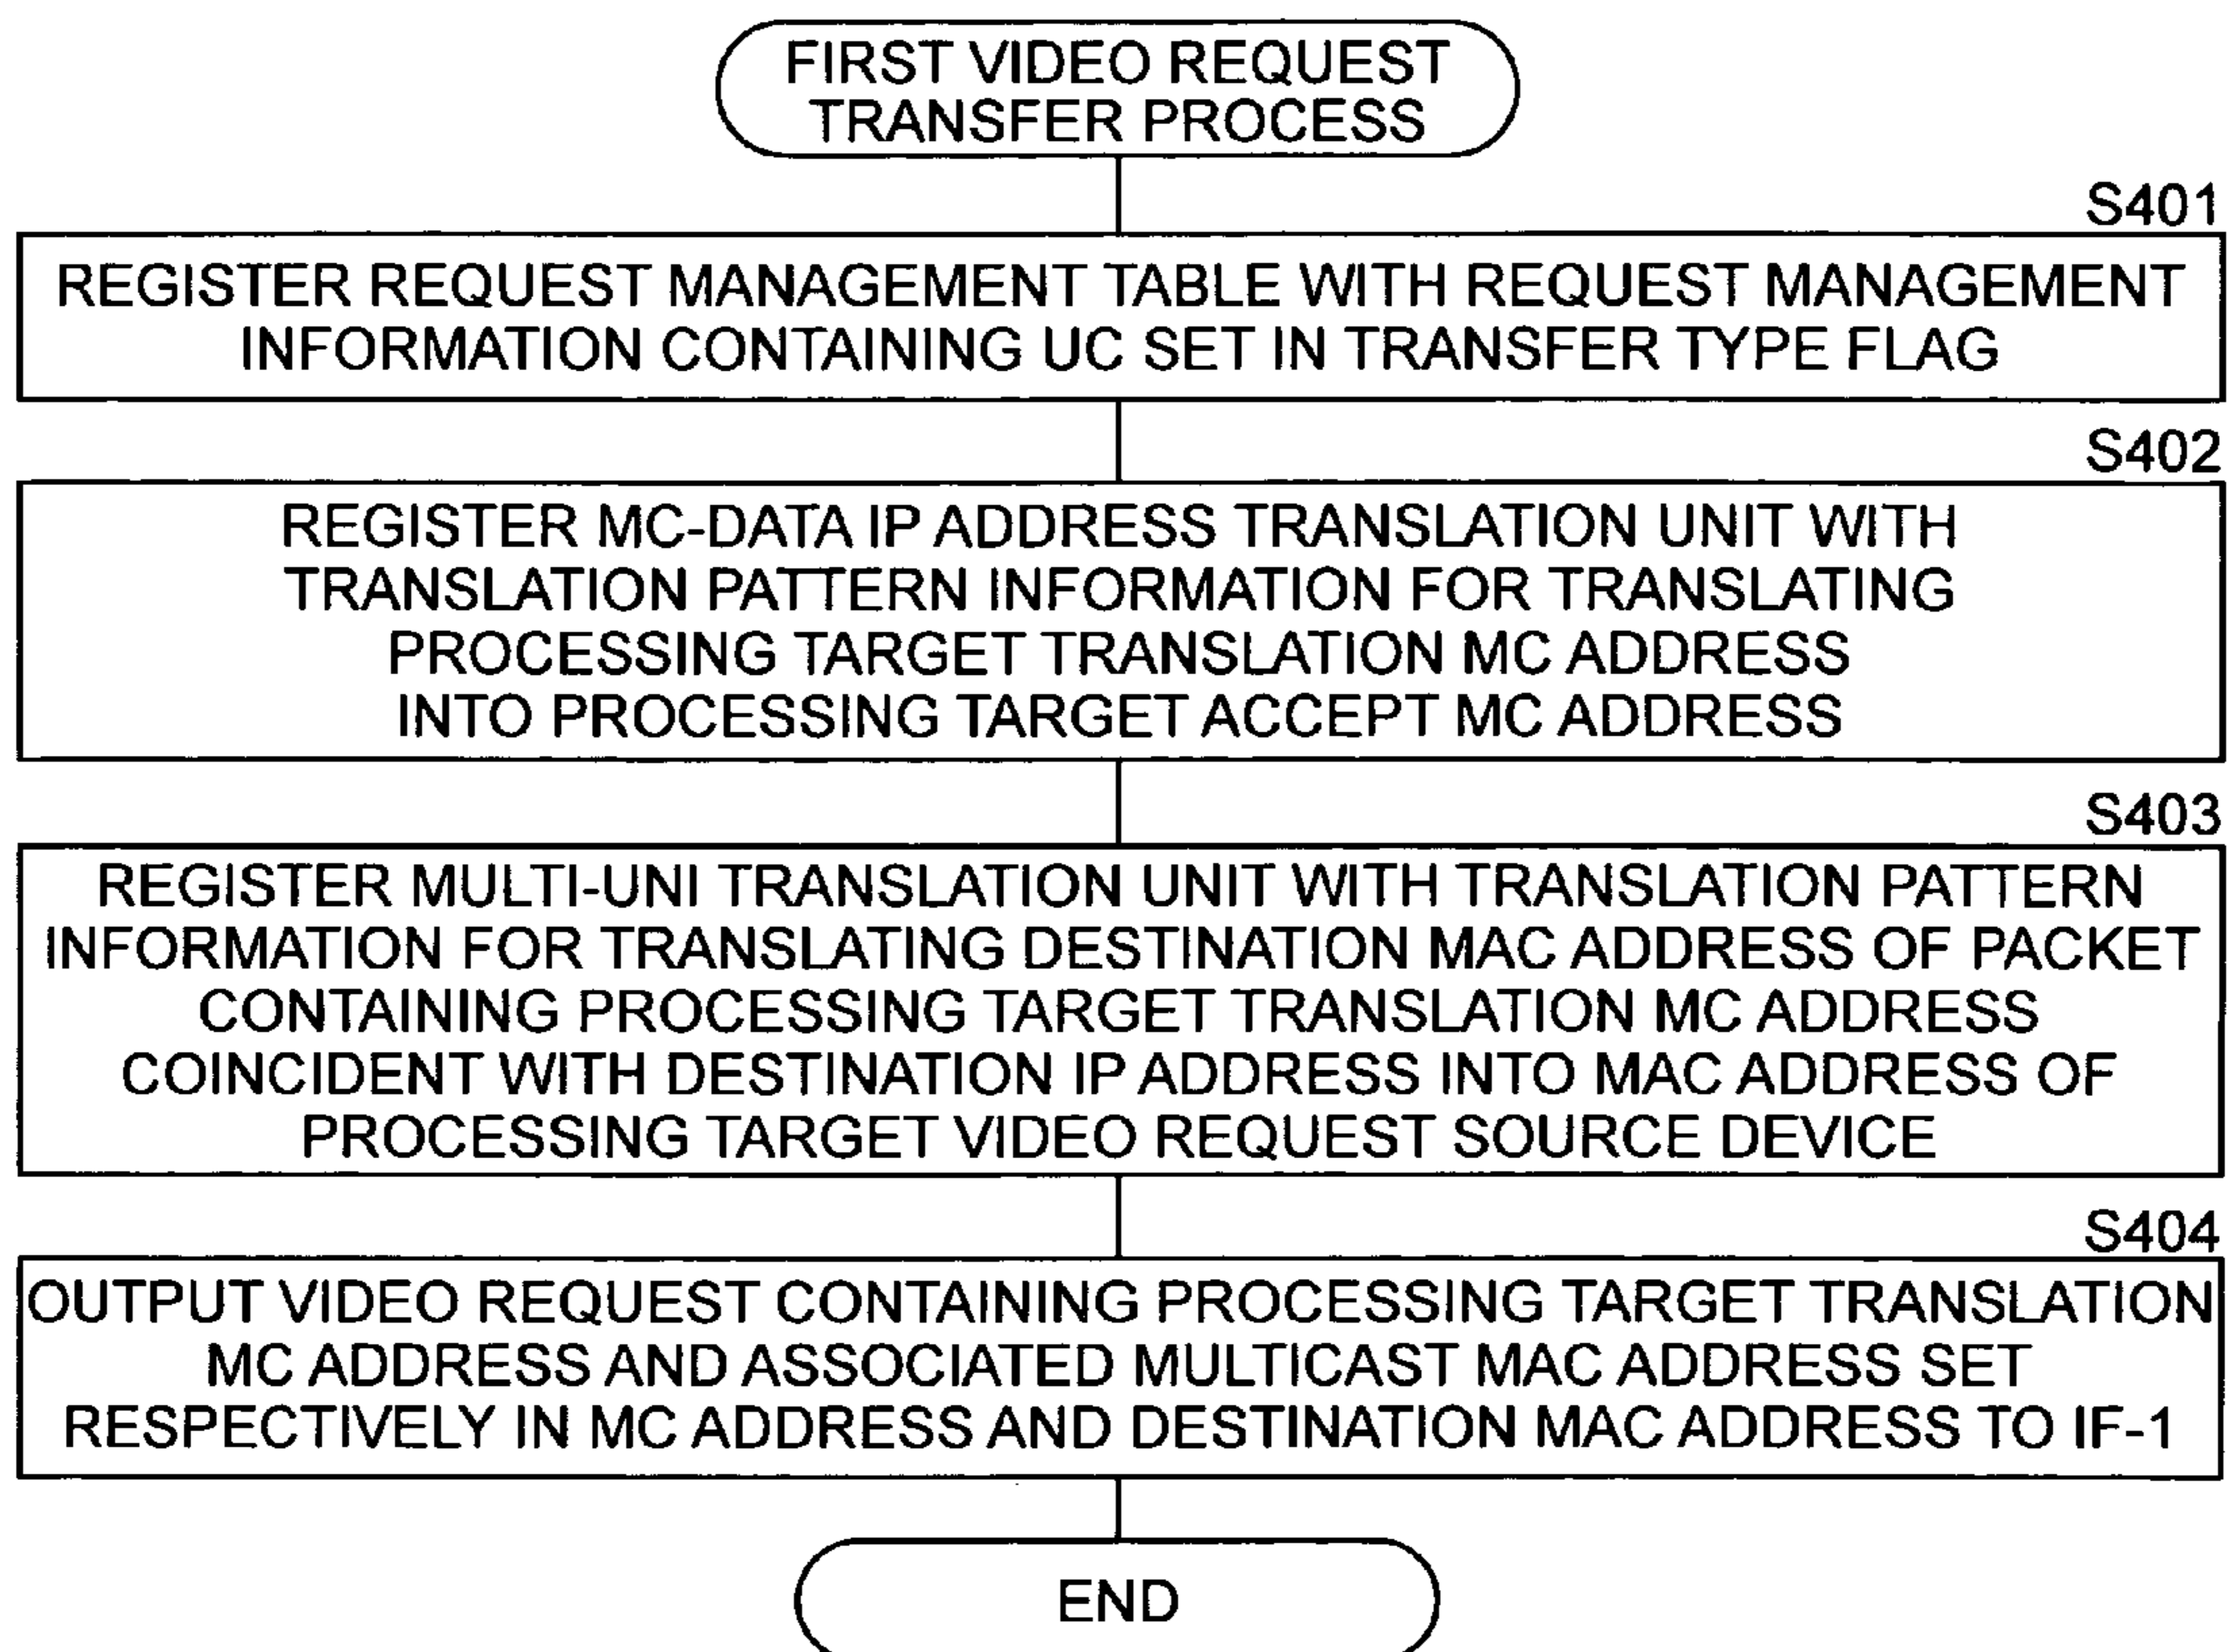 FIRST VIDEO REQUEST
TRANSFER PROCESS
S401
REGISTER REQUEST MANAGEMENT TABLE WITH REQUEST MANAGEMENT
INFORMATION CONTAINING UC SET IN TRANSFER TYPE FLAG
S402
REGISTER MC-DATA IP ADDRESS TRANSLATION UNIT WITH
TRANSLATION PATTERN INFORMATION FOR TRANSLATING
PROCESSING TARGET TRANSLATION MC ADDRESS
INTO PROCESSING TARGET ACCEPT MC ADDRESS
S403
REGISTER MULTI-UNI TRANSLATION UNIT WITH TRANSLATION PATTERN
INFORMATION FOR TRANSLATING DESTINATION MAC ADDRESS OF PACKET
CONTAINING PROCESSING TARGET TRANSLATION MC ADDRESS
COINCIDENT WITH DESTINATION IP ADDRESS INTO MAC ADDRESS OF
PROCESSING TARGET VIDEO REQUEST SOURCE DEVICE
S404
OUTPUT VIDEO REQUEST CONTAINING PROCESSING TARGET TRANSLATION
MC ADDRESS AND ASSOCIATED MULTICAST MAC ADDRESS SET
RESPECTIVELY IN MC ADDRESS AND DESTINATION MAC ADDRESS TO IF-1
END